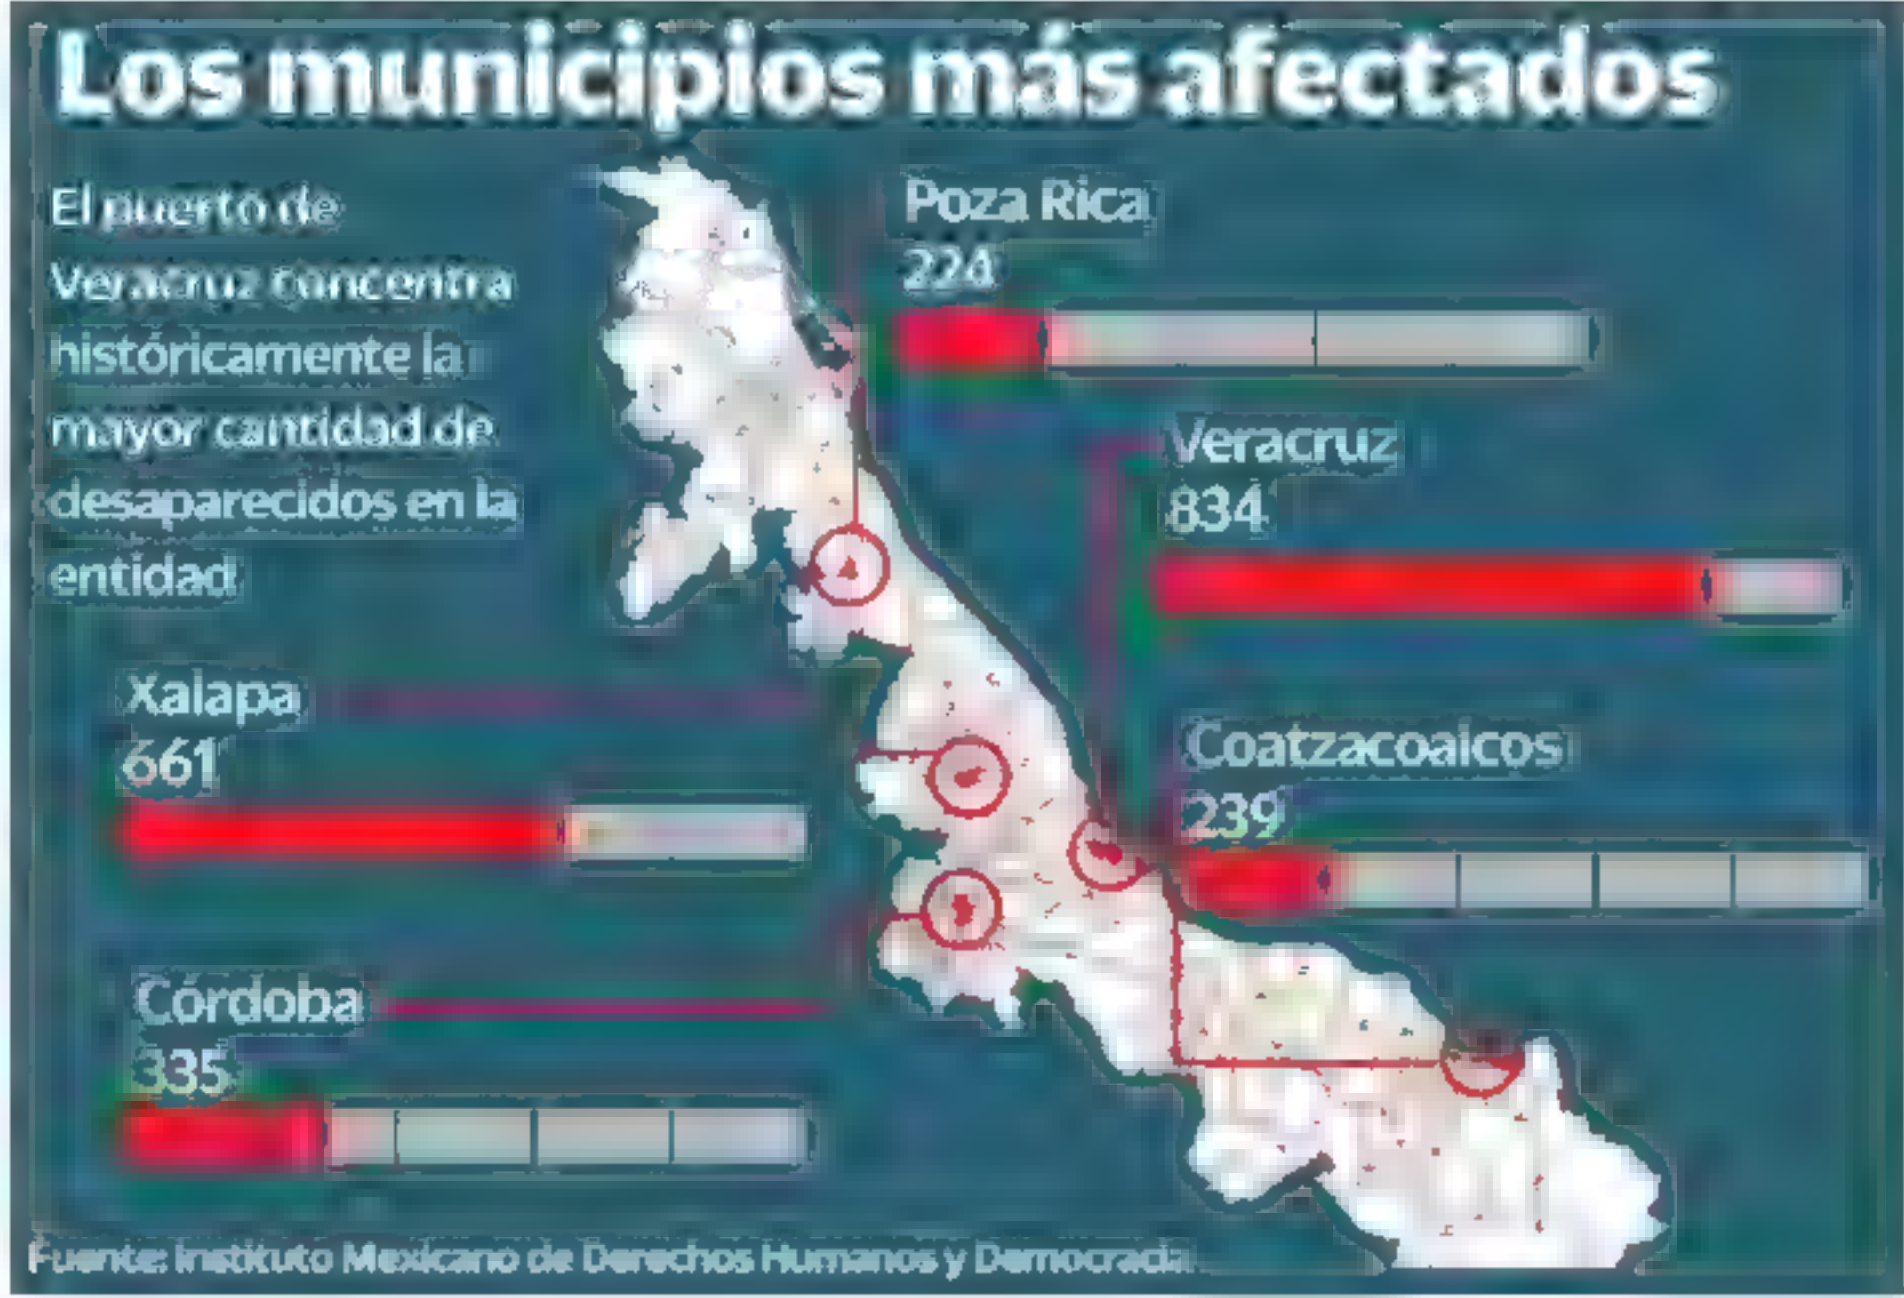 Los municipios más afectados
El puerto de
Veracruz concentra
históricamente la
mayor cantidad de
desaparecidos en la
entidad
Poza Rica
224
Veracruz
834
Xalapa
661
Coatzacoalcos
239
Córdoba
335
Fuente: Instituto Mexicano de Derechos Humanos y Democracia